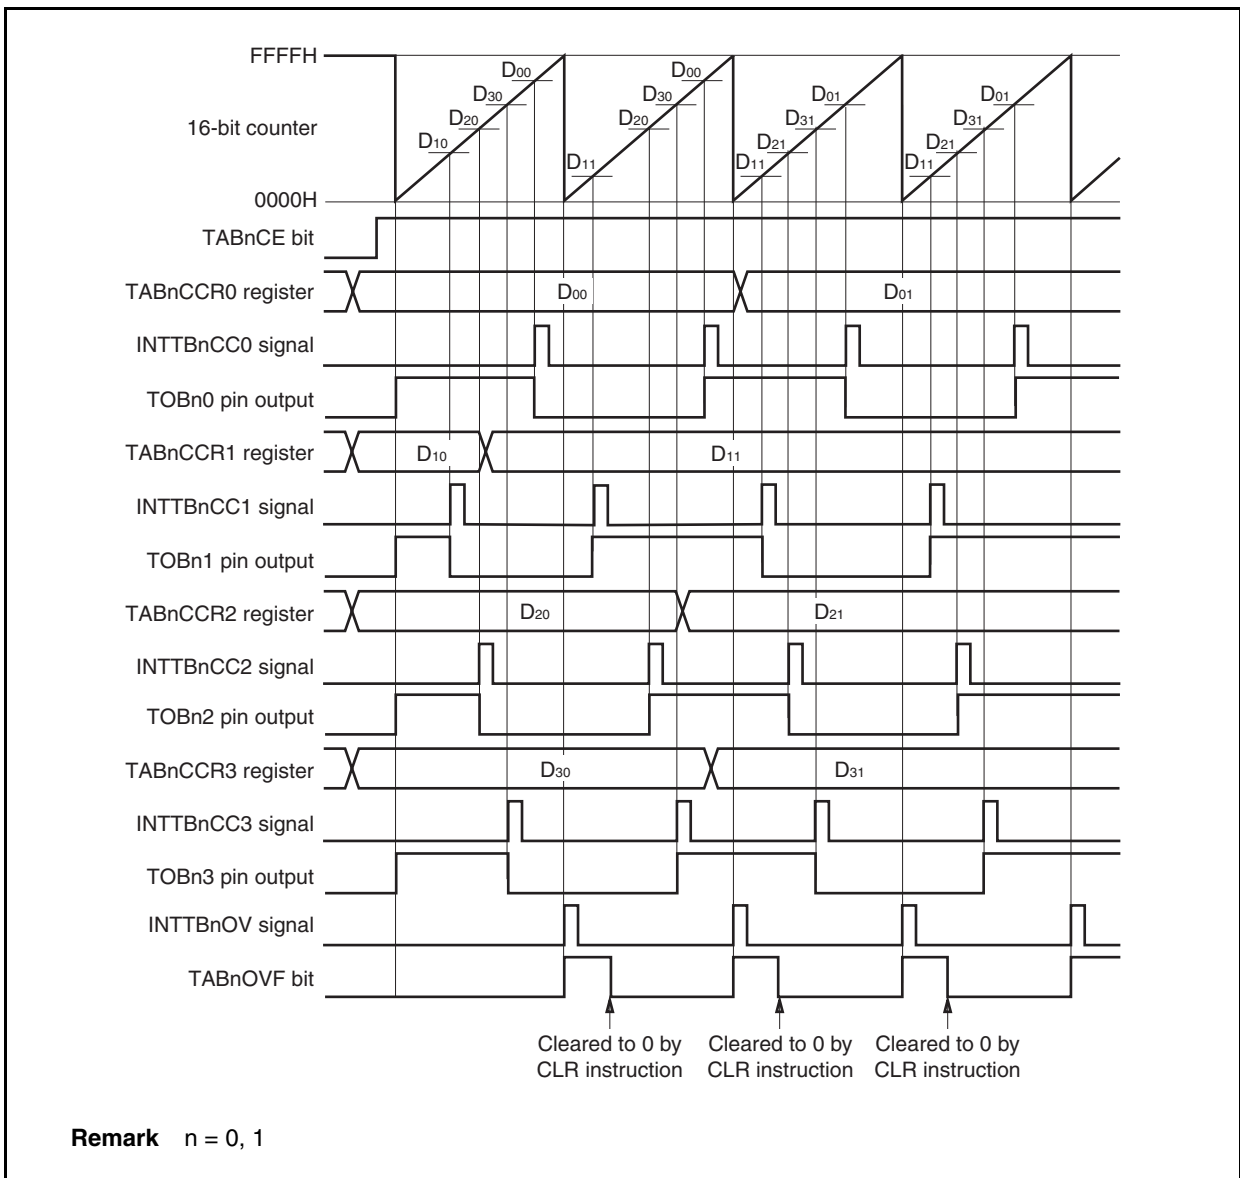 FFFFH
D00
D00
D30
D30
D01
D01
16-bit counter
D20
D20
D31
D31
D10
D21
D21
D11
D11
D11
0000H
TABnCE bit
TABnCCR0 register
D00
D01
INTTBnCC0 signal
TOBn0 pin output
TABnCCR1 register
D10
D11
INTTBnCC1 signal
TOBn1 pin output
TABnCCR2 register
D20
D21
INTTBnCC2 signal
TOBn2 pin output
TABnCCR3 register
D30
D31
INTTBnCC3 signal
TOBn3 pin output
INTTBnOV signal
TABnOVF bit
Cleared to 0 by
CLR instruction
Cleared to 0 by
CLR instruction
Cleared to 0 by
CLR instruction
Remark n = 0, 1